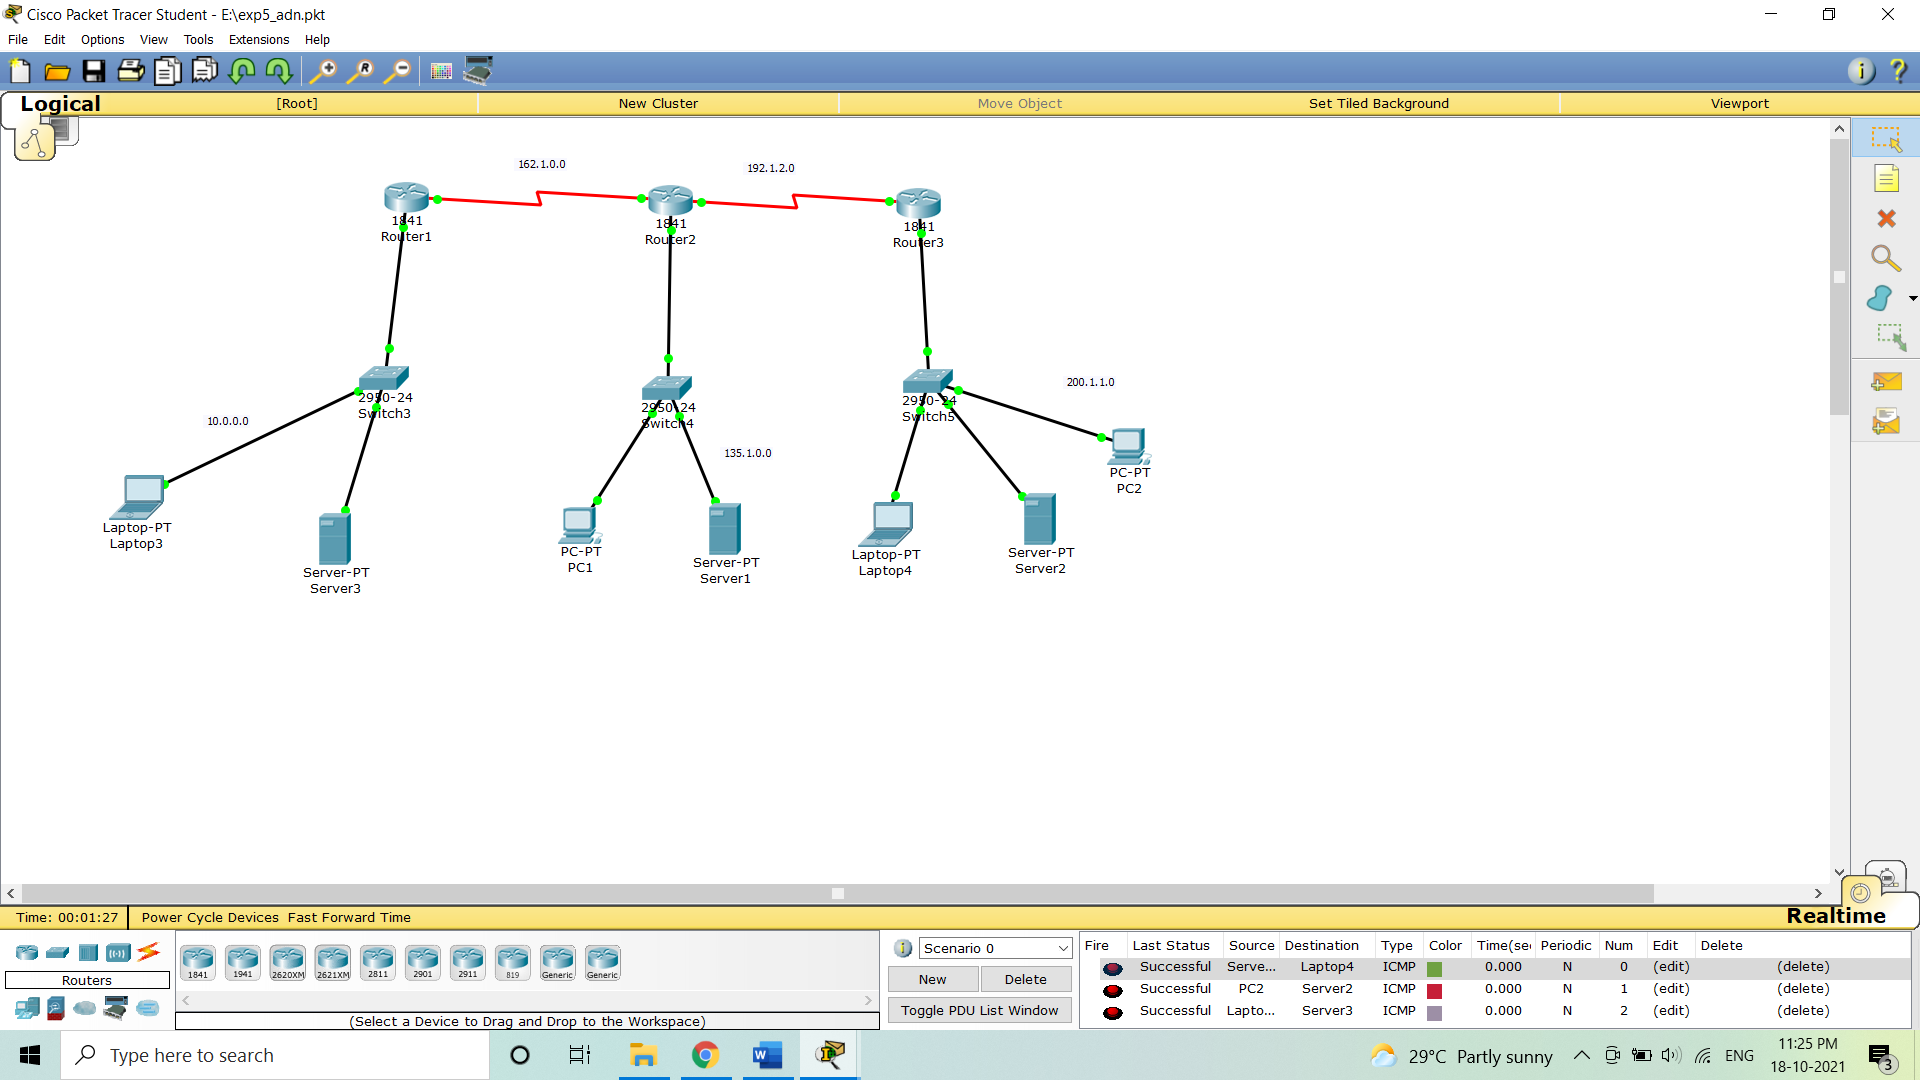 Cisco Packet Tracer Student - E:\exp5_adn.pkt
File Edit Options View Tools Extensions Help
Logical [Root] New Cluster Move Object Set Tiled Background Viewport
162.1.0.0
192.1.2.0
1841
Router1
1841
Router2
1841
Router3
2950-24
Switch3
2950-24
Switch4
2950-24
Switch5
200.1.1.0
10.0.0.0
135.1.0.0
PC-PT
PC2
Laptop-PT
Laptop3
Server-PT
Server3
PC-PT
PC1
Server-PT
Server1
Laptop-PT
Laptop4
Server-PT
Server2
Time: 00:01:27 Power Cycle Devices Fast Forward Time
Realtime
Routers
1841 1941 2620XM 2621XM 2811 2901 2911 819 Generic Generic
(Select a Device to Drag and Drop to the Workspace)
Scenario 0
New Delete
Toggle PDU List Window
Fire Last Status Source Destination Type Color Time(sec Periodic Num Edit Delete
Successful Serve... Laptop4 ICMP 0.000 N 0 (edit) (delete)
Successful PC2 Server2 ICMP 0.000 N 1 (edit) (delete)
Successful Lapto... Server3 ICMP 0.000 N 2 (edit) (delete)
Type here to search
29°C Partly sunny
ENG
11:25 PM
18-10-2021
3